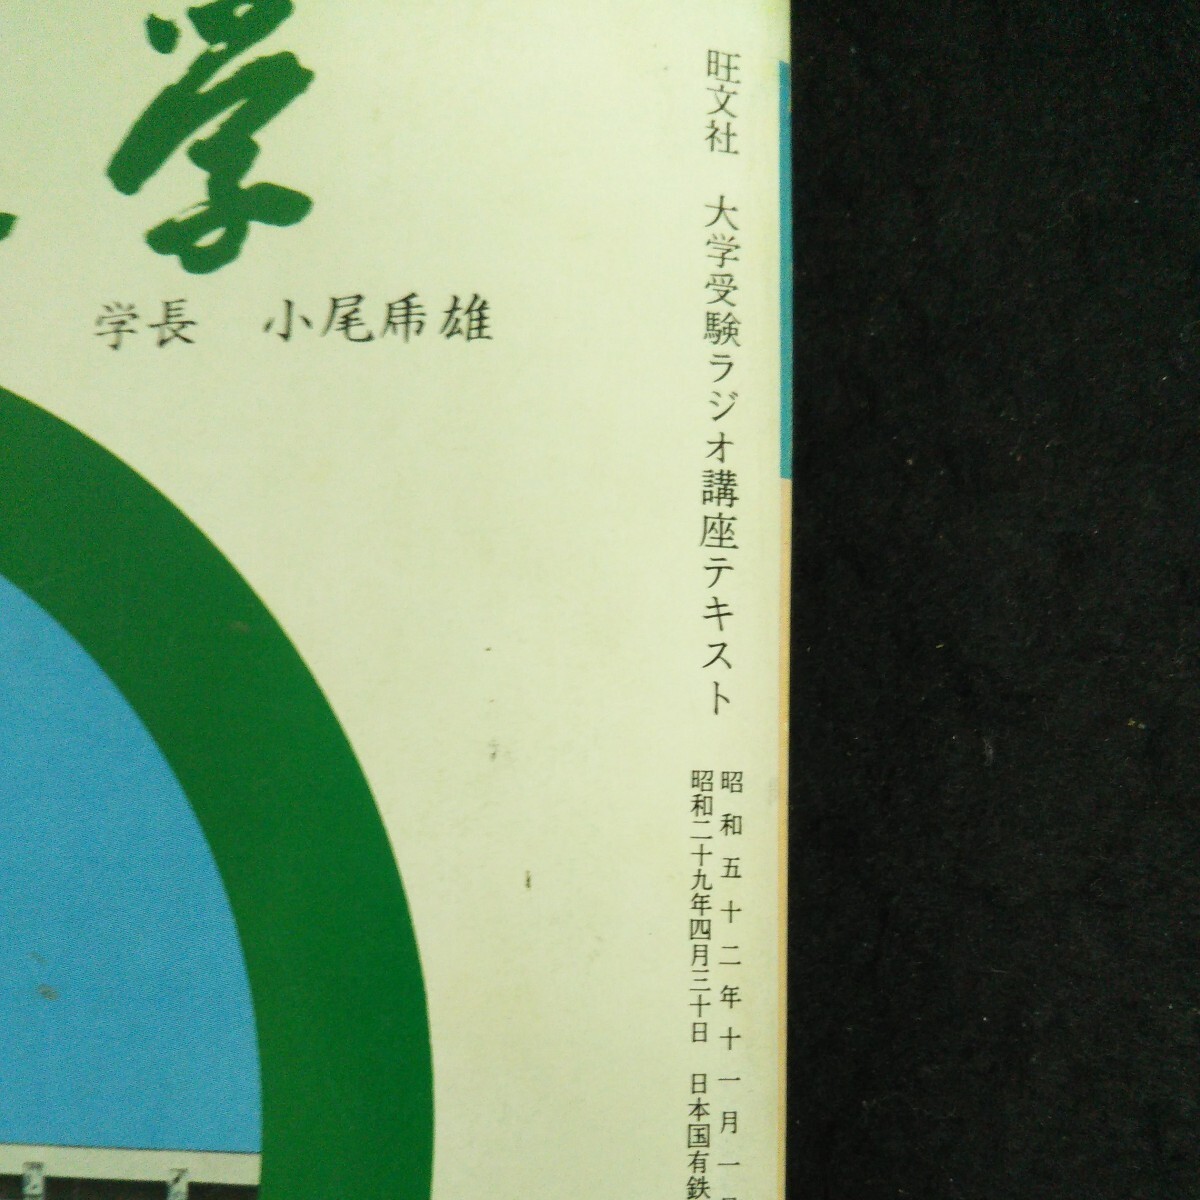 学
学長　小尾乕雄
旺文社　大学受験ラジオ講座テキスト
昭和五十二年十一月一日
昭和二十九年四月三十日　日本国有鉄